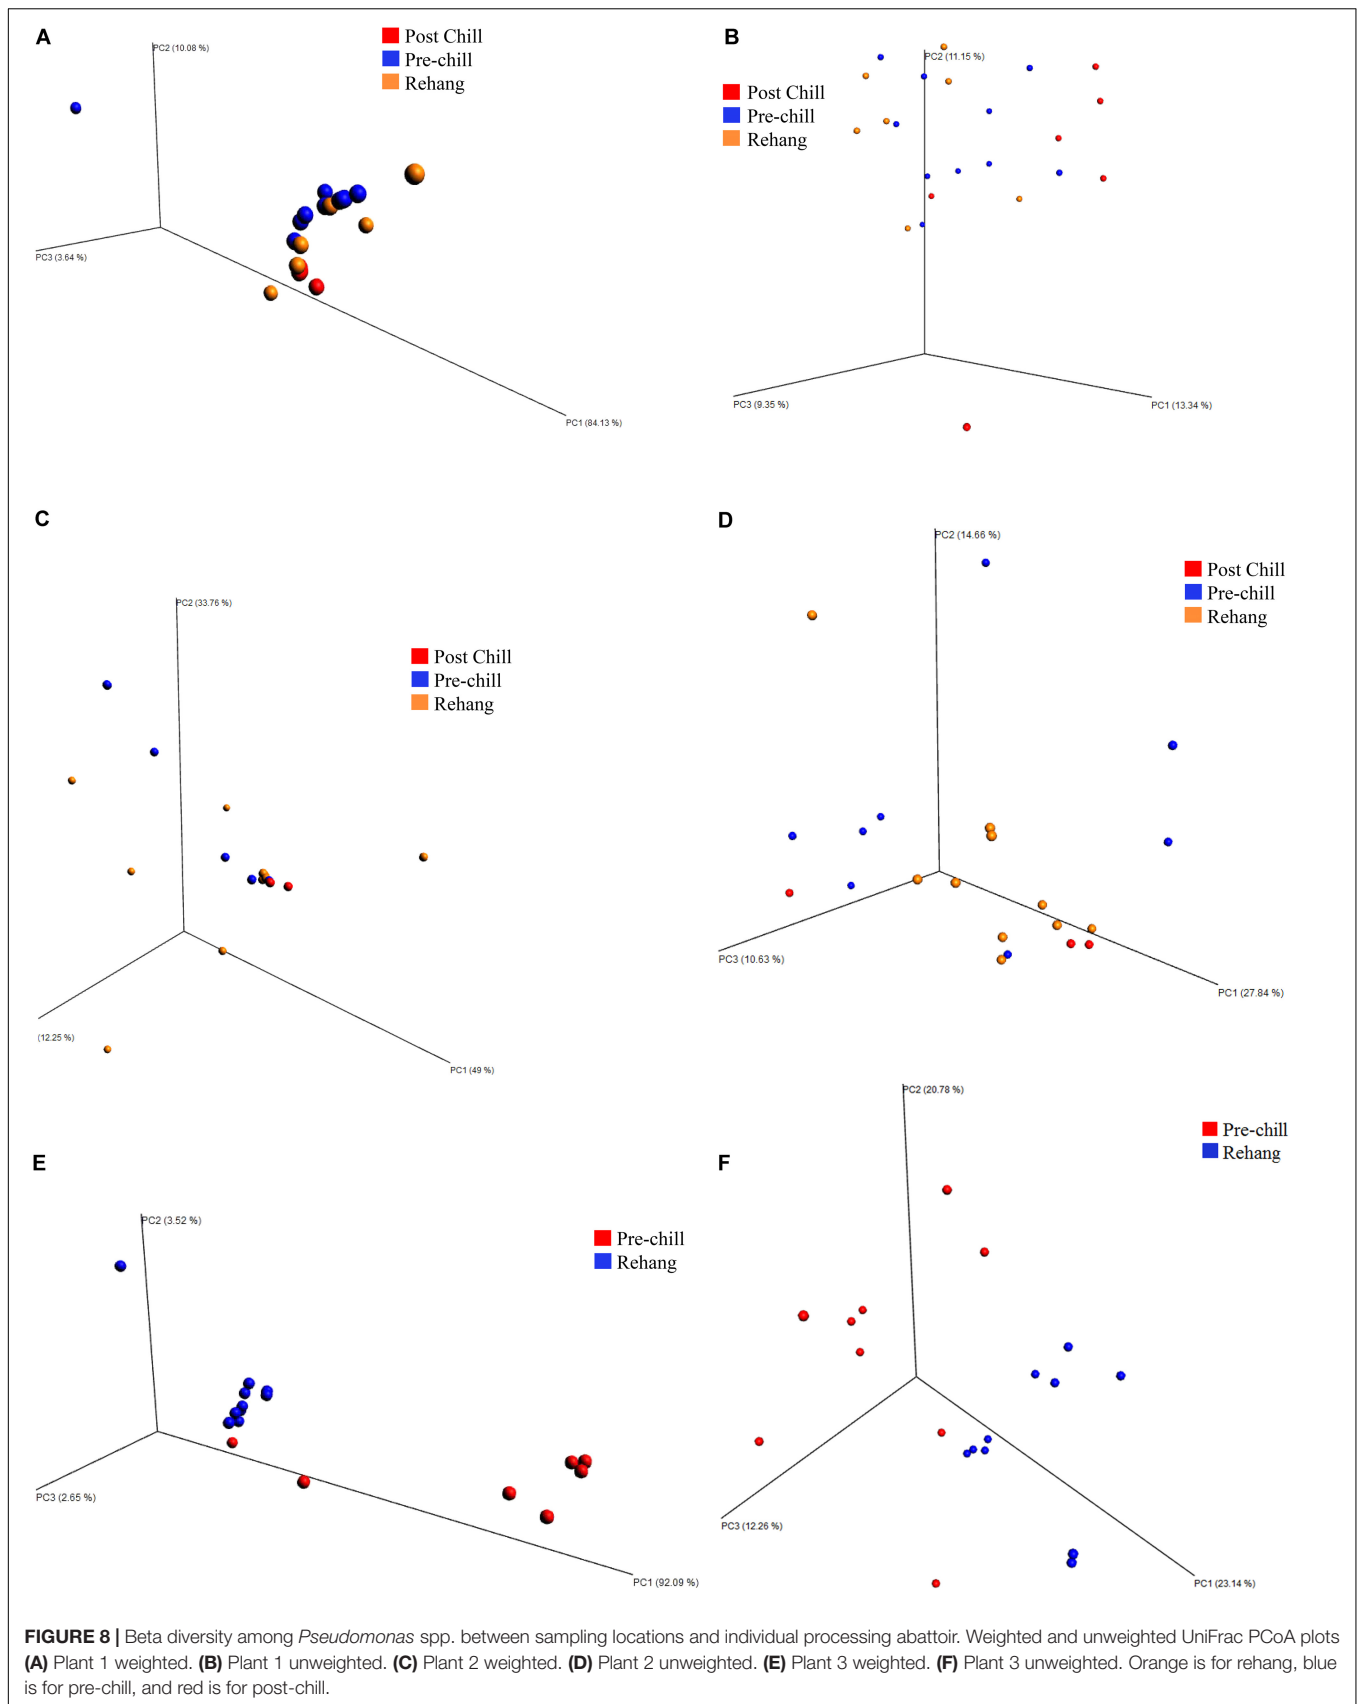 A
PC2 (10.08 %)
Post Chill
Pre-chill
Rehang
PC3 (3.64 %)
PC1 (84.13 %)
B
PC2 (11.15 %)
Post Chill
Pre-chill
Rehang
PC3 (9.35 %)
PC1 (13.34 %)
C
PC2 (33.76 %)
Post Chill
Pre-chill
Rehang
(12.25 %)
PC1 (49 %)
D
PC2 (14.66 %)
Post Chill
Pre-chill
Rehang
PC3 (10.63 %)
PC1 (27.84 %)
E
PC2 (3.52 %)
Pre-chill
Rehang
PC3 (2.65 %)
PC1 (92.09 %)
F
PC2 (20.78 %)
Pre-chill
Rehang
PC3 (12.26 %)
PC1 (23.14 %)
FIGURE 8 | Beta diversity among Pseudomonas spp. between sampling locations and individual processing abattoir. Weighted and unweighted UniFrac PCoA plots
(A) Plant 1 weighted. (B) Plant 1 unweighted. (C) Plant 2 weighted. (D) Plant 2 unweighted. (E) Plant 3 weighted. (F) Plant 3 unweighted. Orange is for rehang, blue
is for pre-chill, and red is for post-chill.